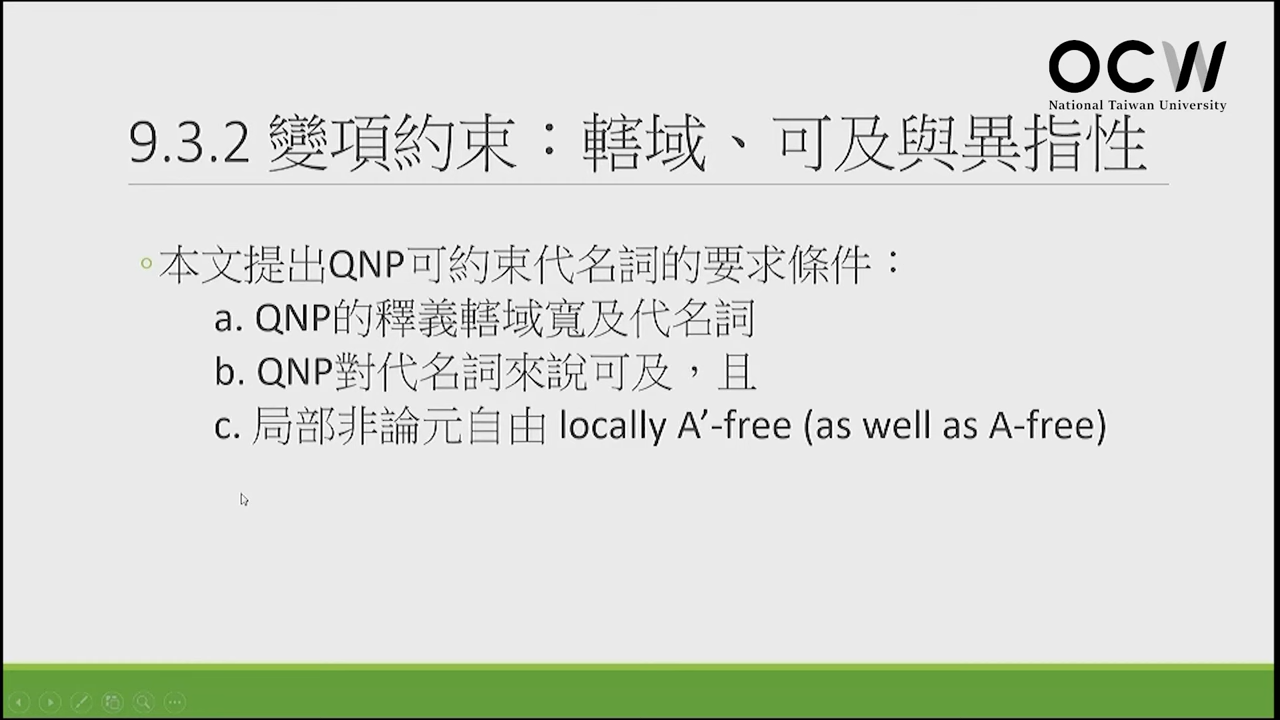 OCW
National Taiwan University
9.3.2 變項約束：轄域、可及與異指性
本文提出QNP可約束代名詞的要求條件：
a. QNP的釋義轄域寬及代名詞
b. QNP對代名詞來說可及，且
c. 局部非論元自由 locally A’-free (as well as A-free)